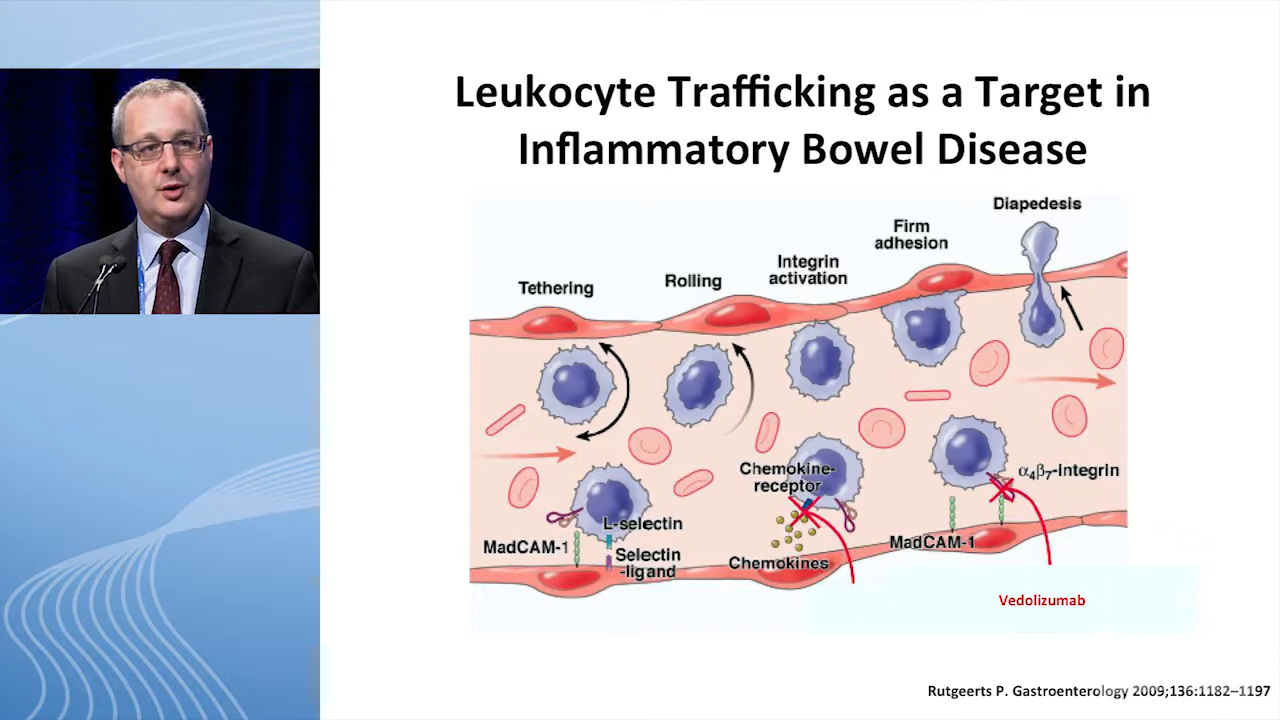 Leukocyte Trafficking as a Target in
Inflammatory Bowel Disease
Diapedesis
Firm
adhesion
Integrin
activation
Rolling
Tethering
Chemokine-
receptor
α4β7-integrin
L-selectin
MadCAM-1
Selectin
-ligand
Chemokines
MadCAM-1
Vedolizumab
Rutgeerts P. Gastroenterology 2009;136:1182–1197